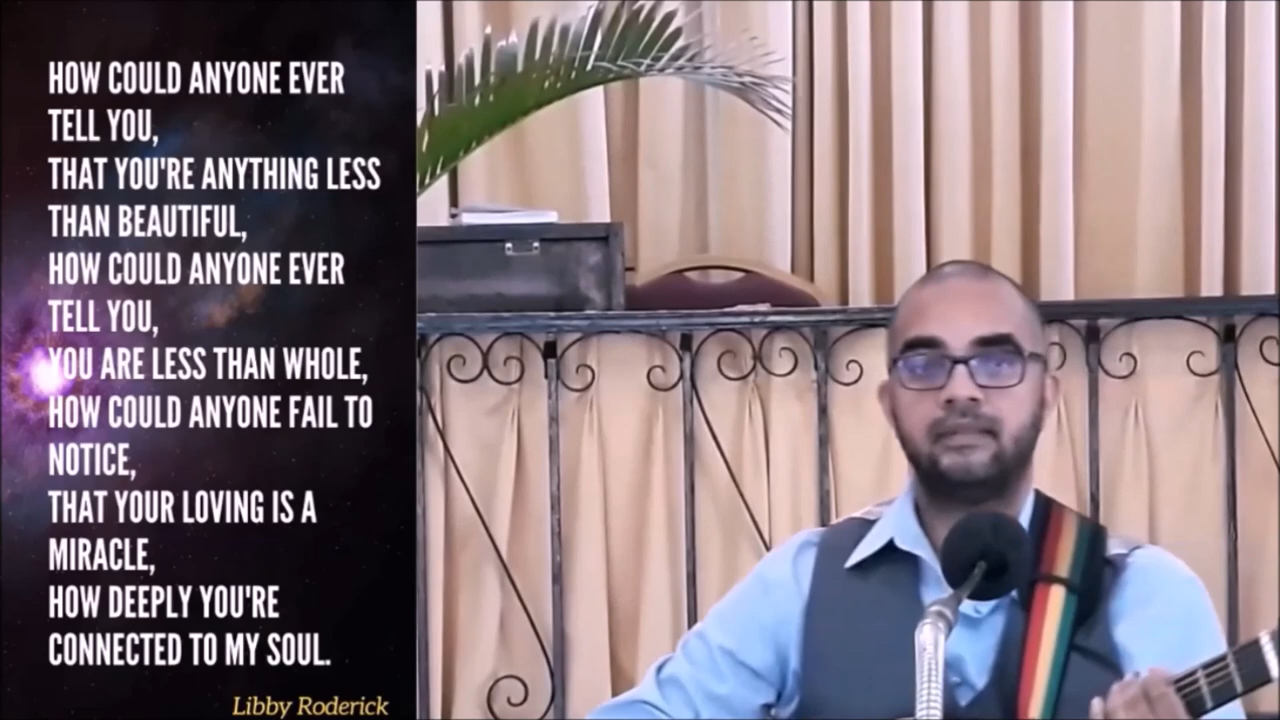 HOW COULD ANYONE EVER
TELL YOU,
THAT YOU'RE ANYTHING LESS
THAN BEAUTIFUL,
HOW COULD ANYONE EVER
TELL YOU,
YOU ARE LESS THAN WHOLE,
HOW COULD ANYONE FAIL TO
NOTICE,
THAT YOUR LOVING IS A
MIRACLE,
HOW DEEPLY YOU'RE
CONNECTED TO MY SOUL.
Libby Roderick